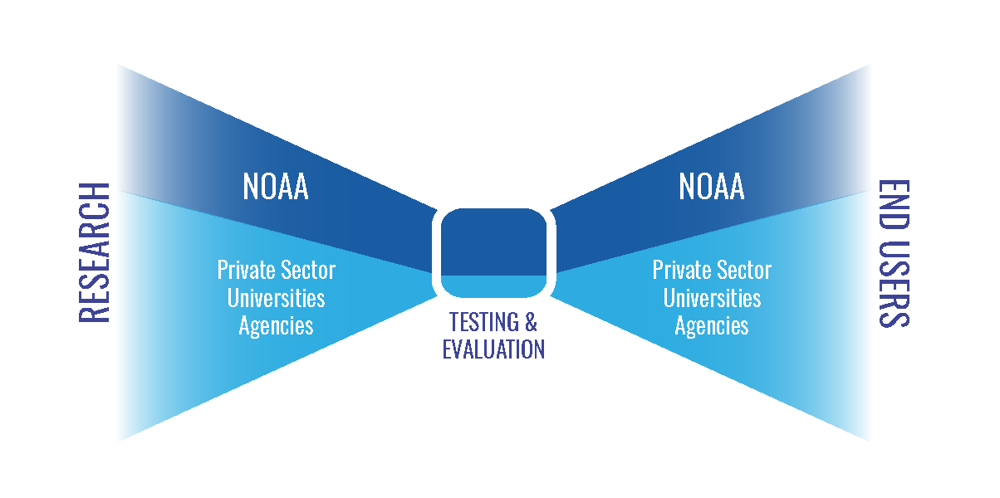 RESEARCH
NOAA
Private Sector
Universities
Agencies
TESTING &
EVALUATION
NOAA
Private Sector
Universities
Agencies
END USERS